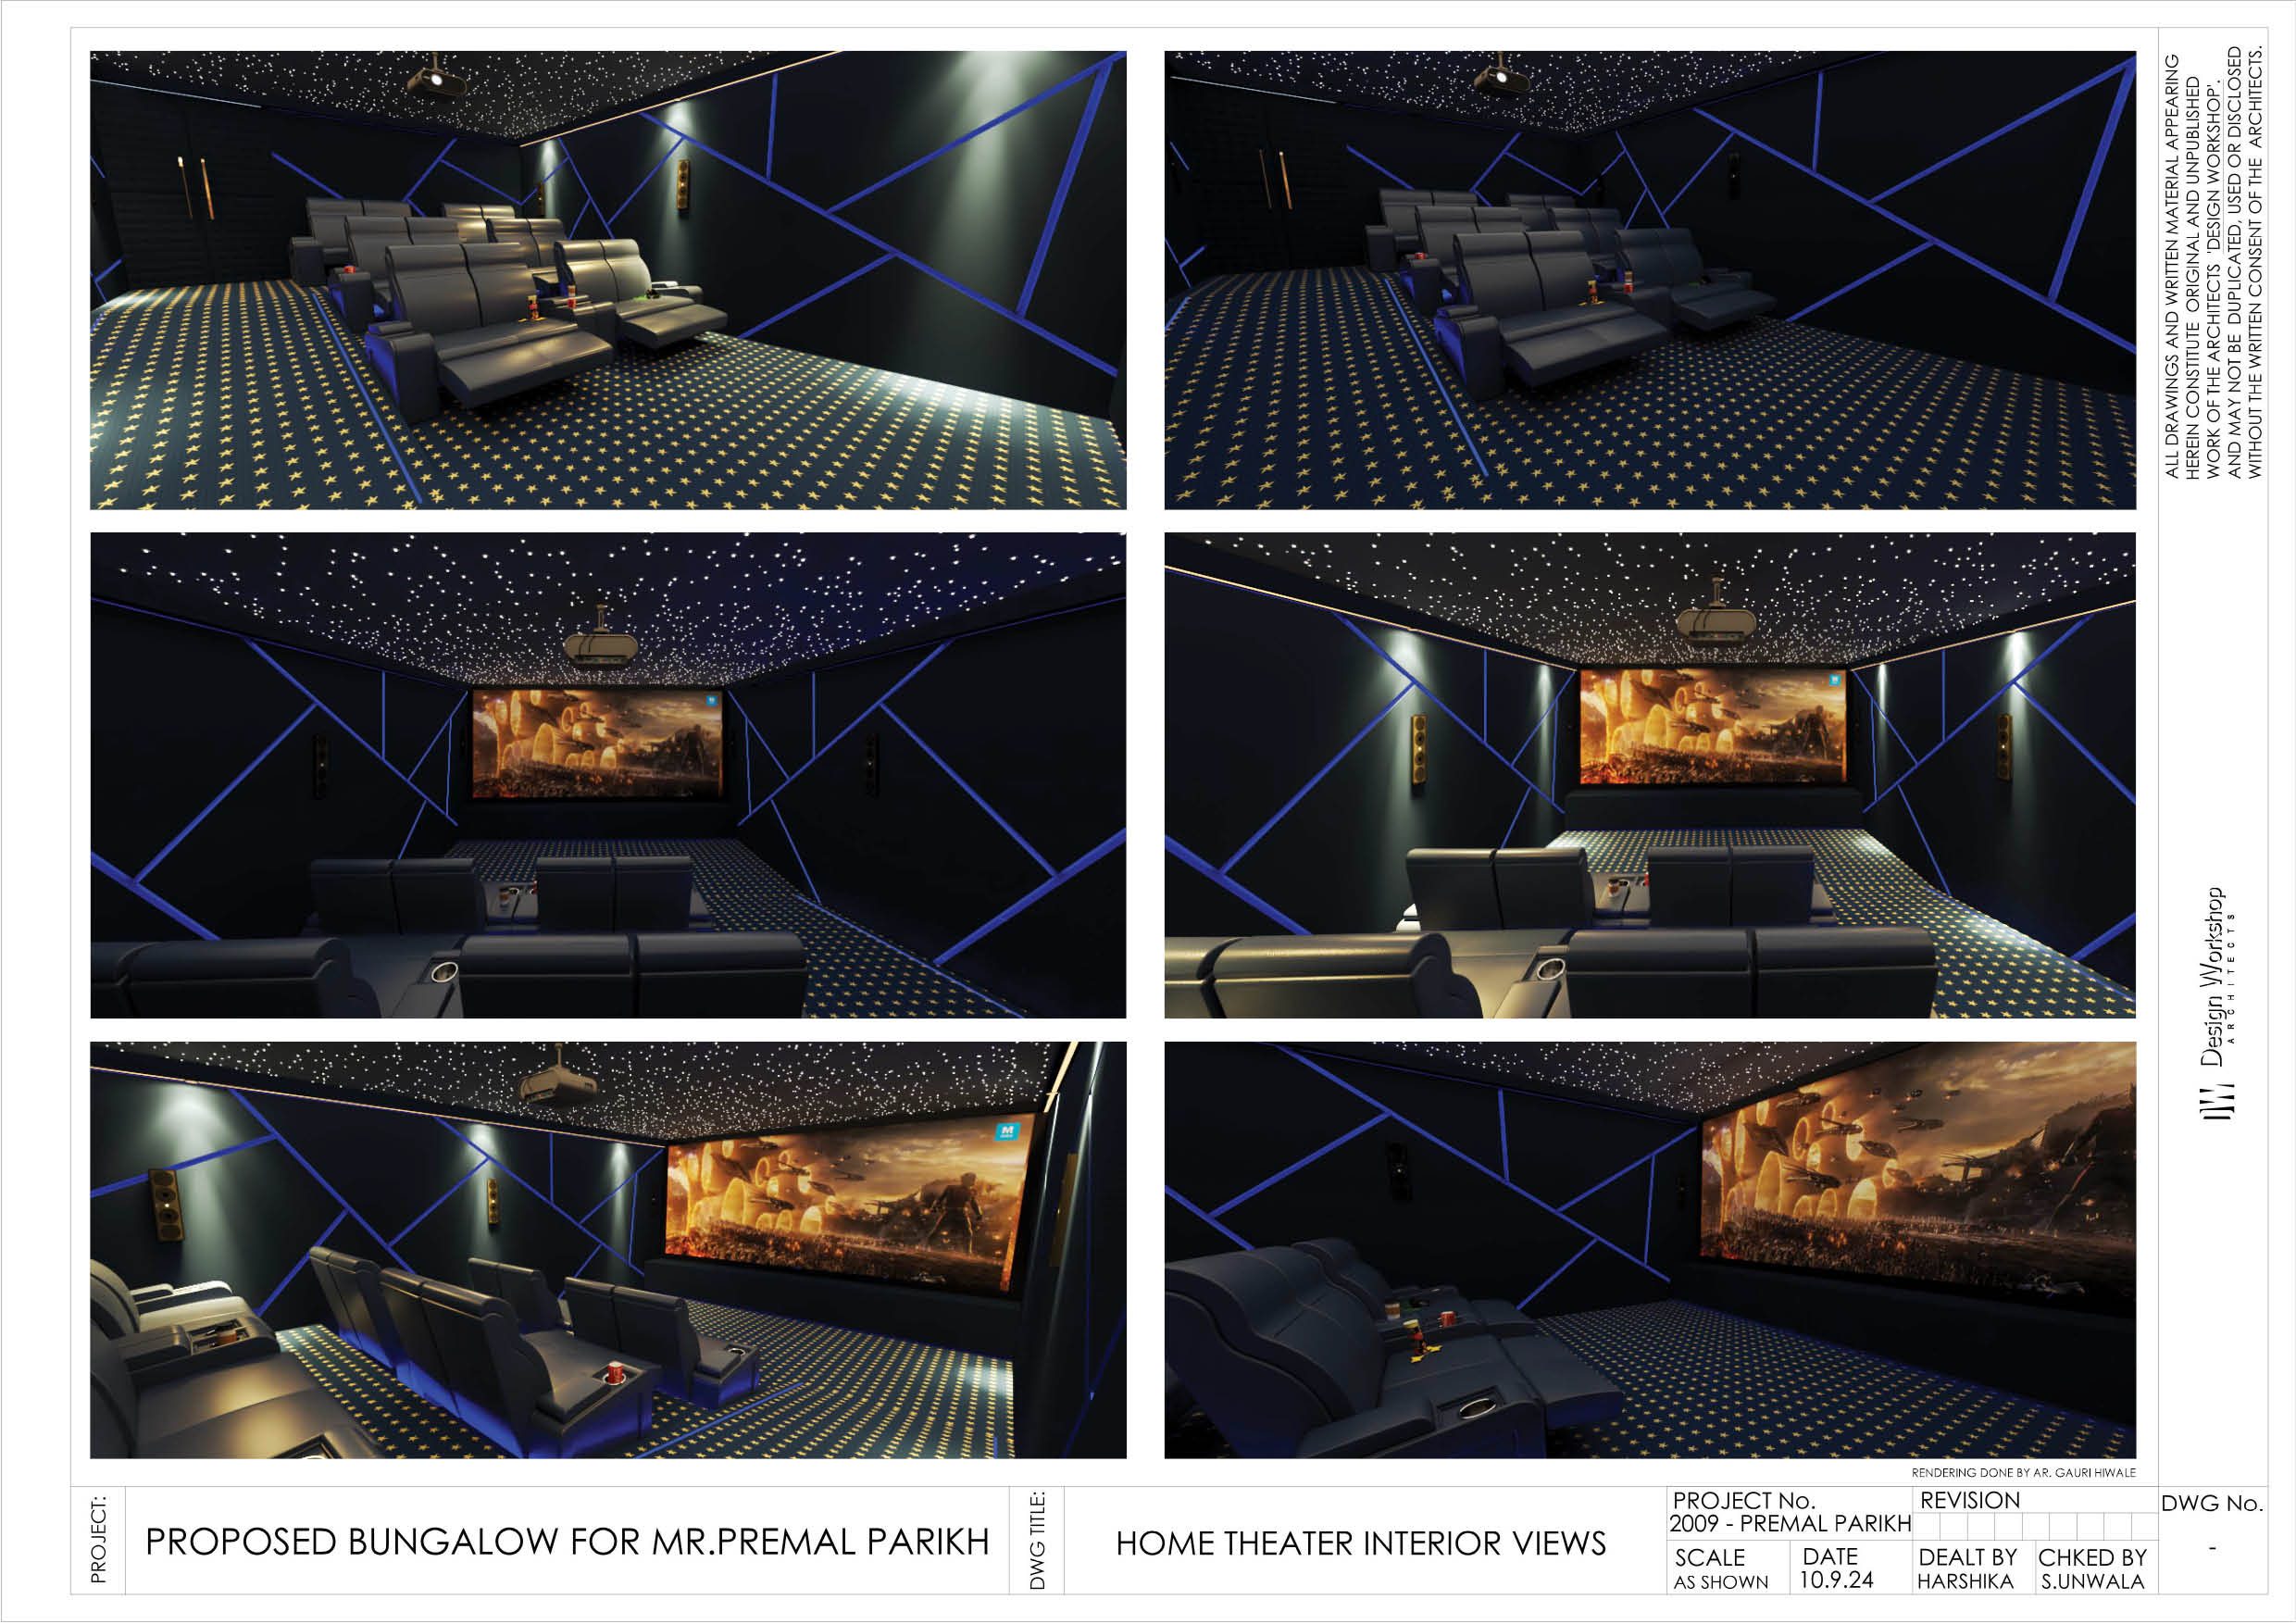 ALL DRAWINGS AND WRITTEN MATERIAL APPEARING
HEREIN CONSTITUTE ORIGINAL AND UNPUBLISHED
WORK OF THE ARCHITECTS 'DESIGN WORKSHOP'.
AND MAY NOT BE DUPLICATED, USED OR DISCLOSED
WITHOUT THE WRITTEN CONSENT OF THE ARCHITECTS.
Design Workshop
ARCHITECTS
RENDERING DONE BY AR. GAURI HIWALE
PROJECT:
PROPOSED BUNGALOW FOR MR.PREMAL PARIKH
DWG TITLE:
HOME THEATER INTERIOR VIEWS
PROJECT No.
2009 - PREMAL PARIKH
REVISION
SCALE
AS SHOWN
DATE
10.9.24
DEALT BY
HARSHIKA
CHKED BY
S.UNWALA
DWG No.
-